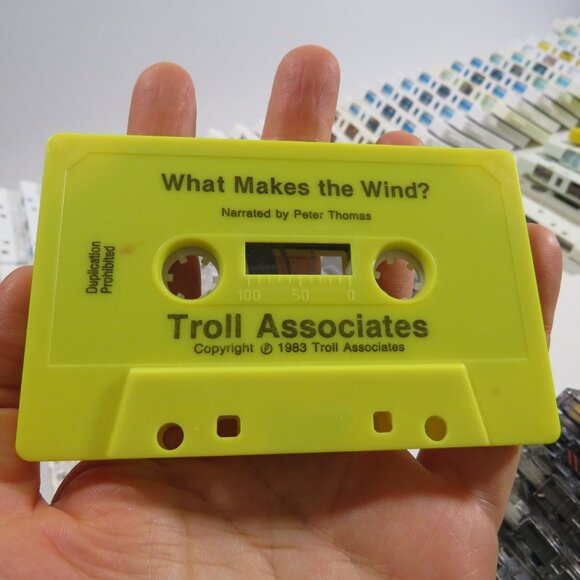 What Makes the Wind?
Narrated by Peter Thomas
Duplication
Prohibited
100 50 0
Troll Associates
Copyright ℗ 1983 Troll Associates